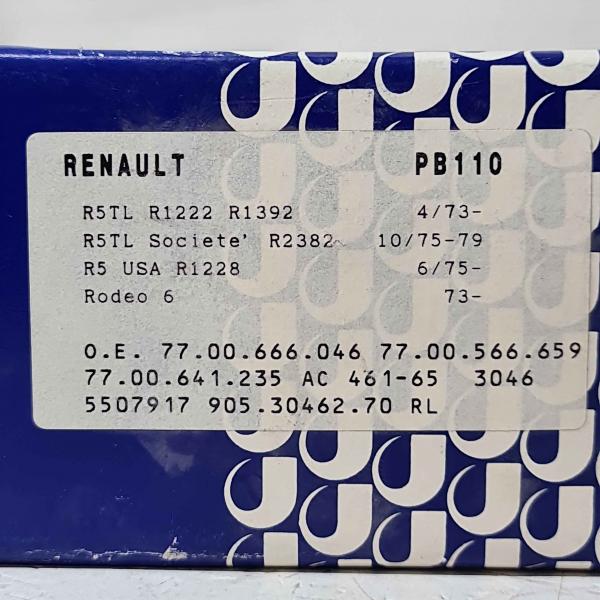 RENAULT PB110
R5TL R1222 R1392 4/73-
R5TL Societe' R2382 10/75-79
R5 USA R1228 6/75-
Rodeo 6 73-
O.E. 77.00.666.046 77.00.566.659
77.00.641.235 AC 461-65 3046
5507917 905.30462.70 RL